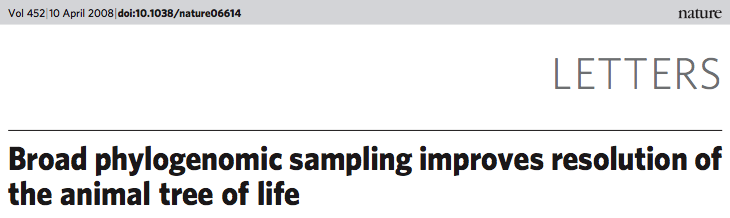 Vol 452|10 April 2008|doi:10.1038/nature06614 nature
LETTERS
Broad phylogenomic sampling improves resolution of
the animal tree of life